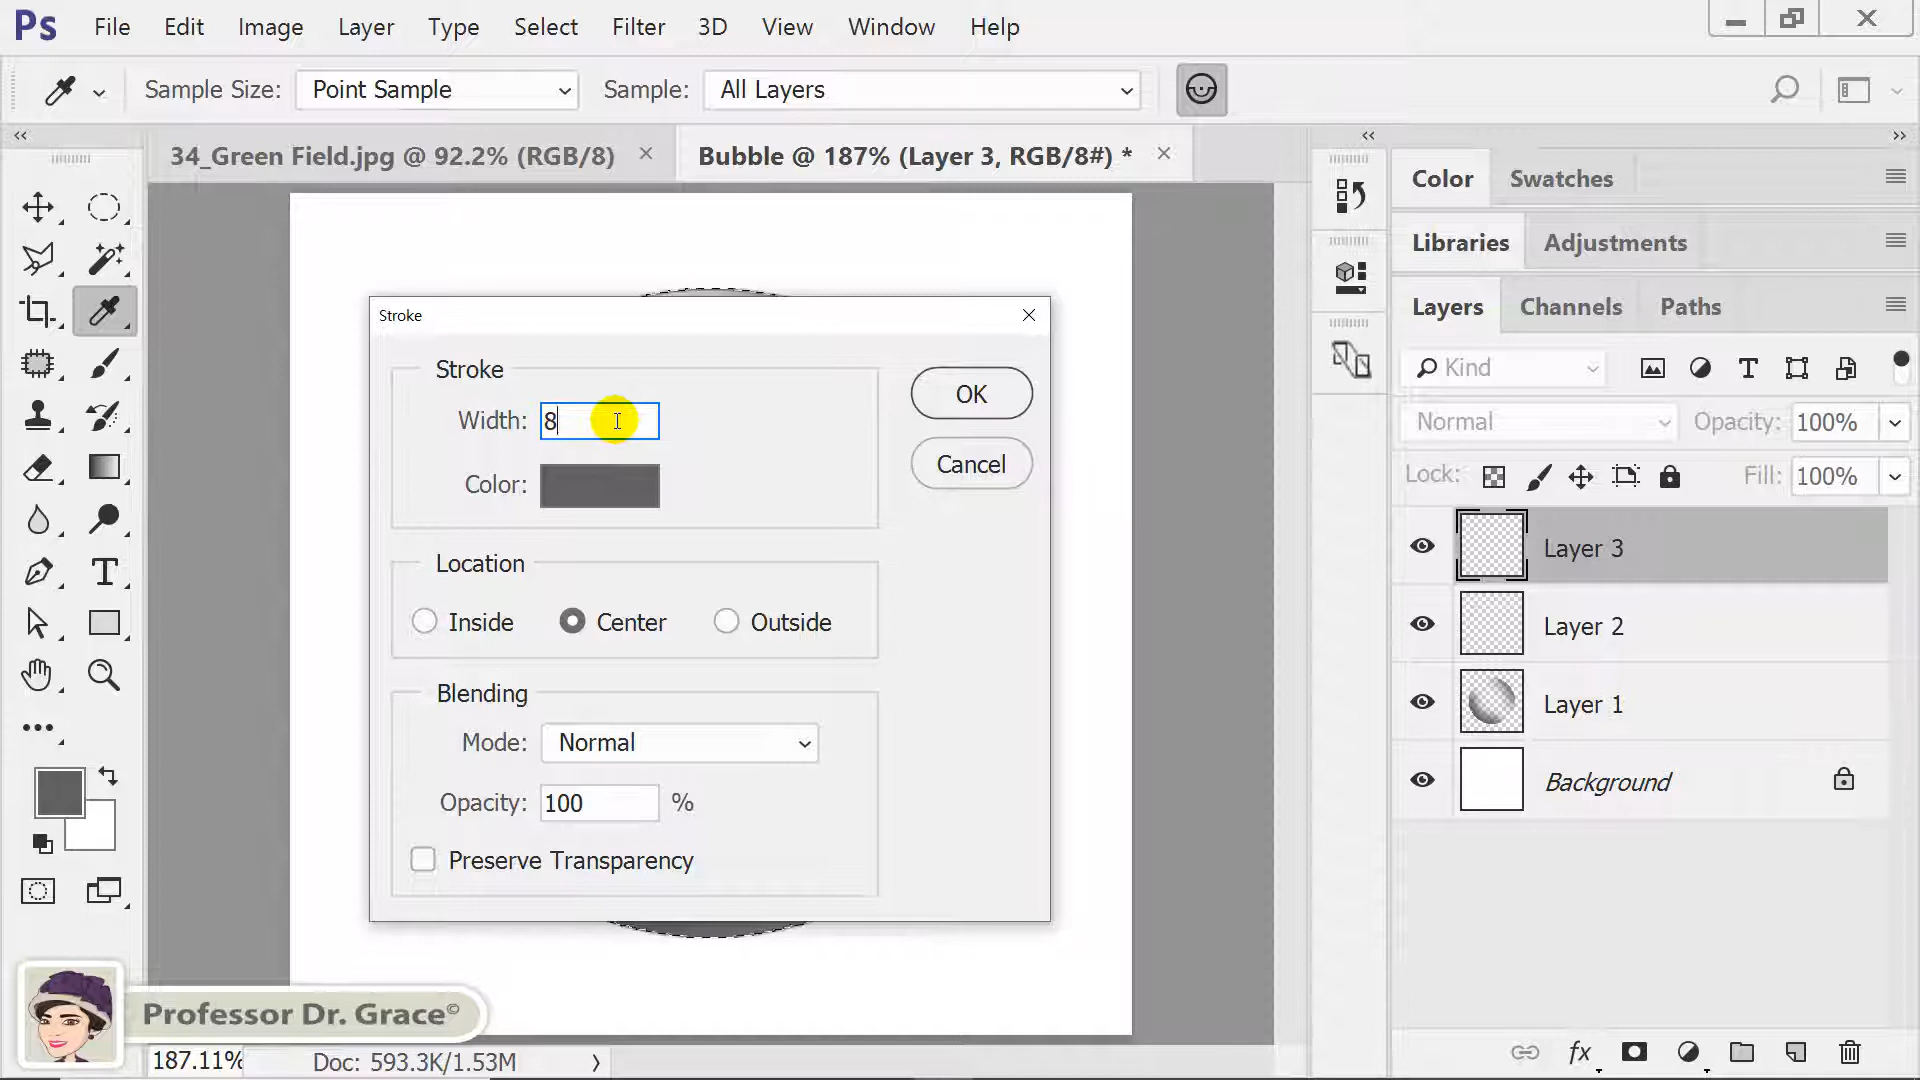 Ps File Edit Image Layer Type Select Filter 3D View Window Help
Sample Size: Point Sample Sample: All Layers
34_Green Field.jpg @ 92.2% (RGB/8) Bubble @ 187% (Layer 3, RGB/8#) *
Color Swatches
Libraries Adjustments
Layers Channels Paths
Kind
Normal Opacity: 100%
Lock: Fill: 100%
Layer 3
Layer 2
Layer 1
Background
Stroke
Stroke
Width: 8
Color:
OK
Cancel
Location
Inside Center Outside
Blending
Mode: Normal
Opacity: 100 %
Preserve Transparency
Professor Dr. Grace©
187.11% Doc: 593.3K/1.53M
fx